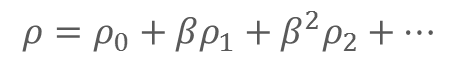 ρ = ρ₀ + βρ₁ + β²ρ₂ + ⋯